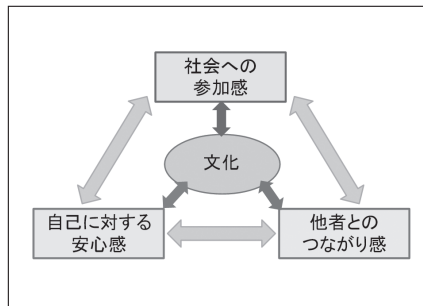 社会への
参加感
文化
自己に対する
安心感
他者との
つながり感